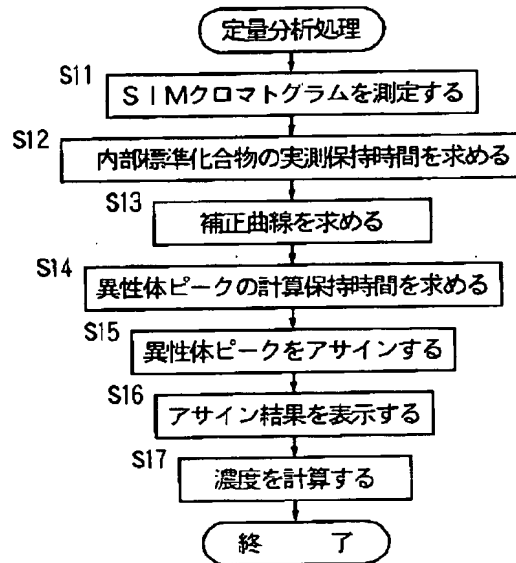 定量分析処理
S11
SIMクロマトグラムを測定する
S12
内部標準化合物の実測保持時間を求める
S13
補正曲線を求める
S14
異性体ピークの計算保持時間を求める
S15
異性体ピークをアサインする
S16
アサイン結果を表示する
S17
濃度を計算する
終 了